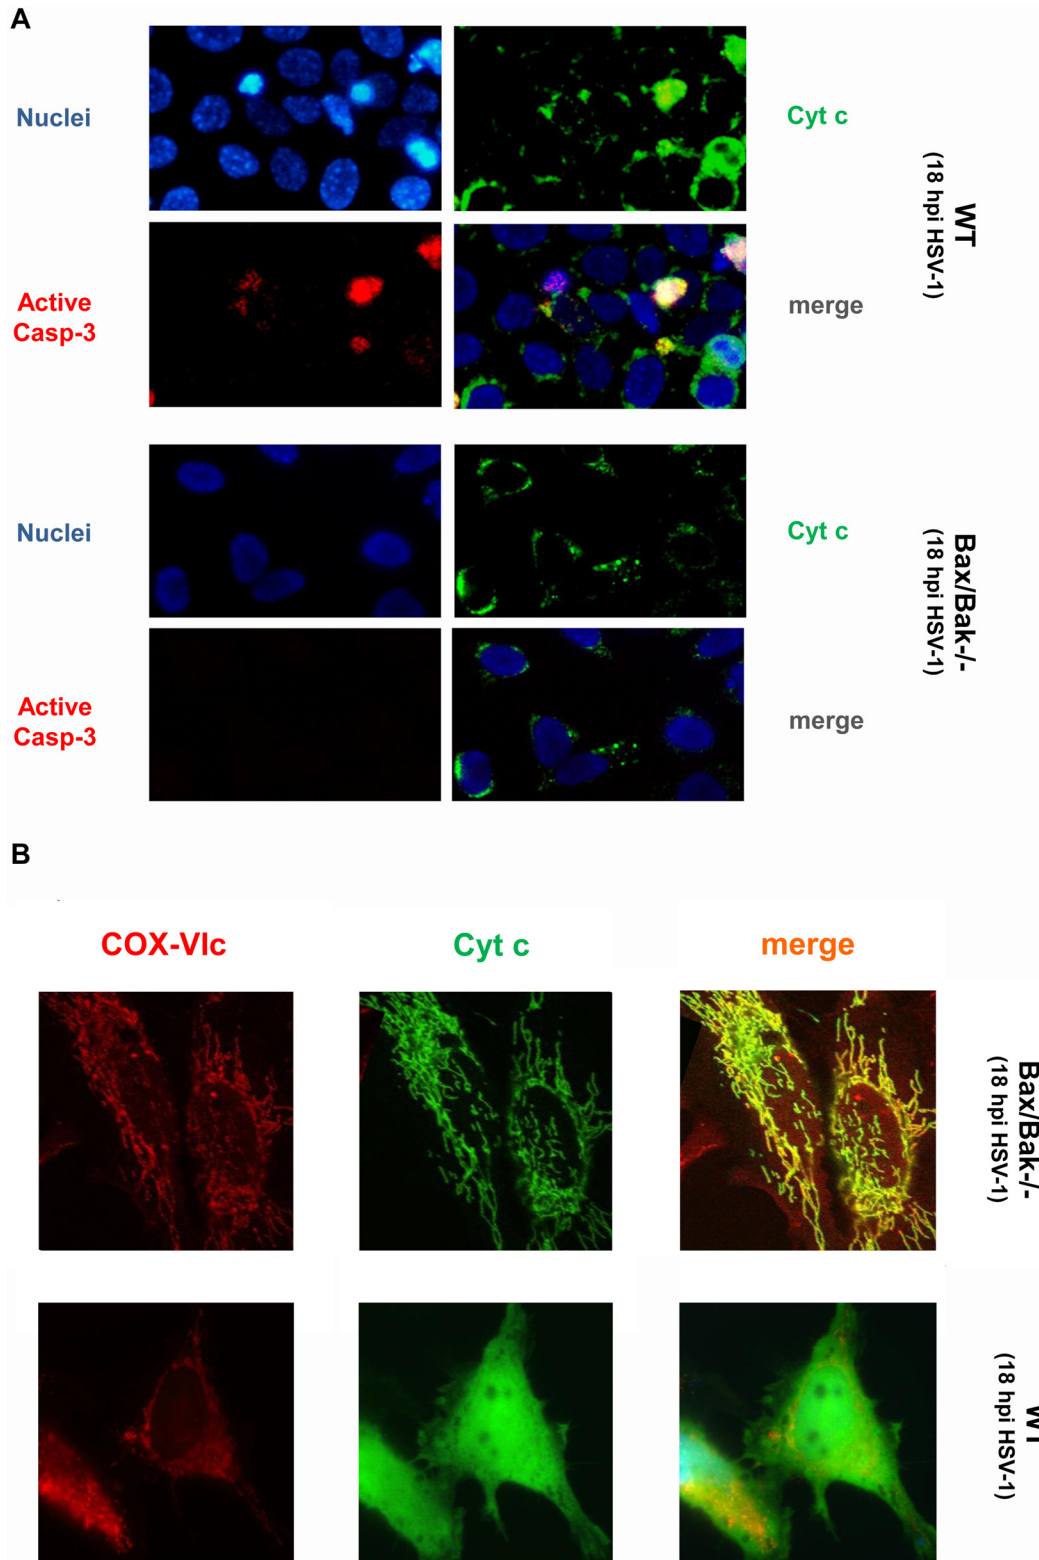 A
Nuclei
Cyt c
WT
(18 hpi HSV-1)
Active
Casp-3
merge
Nuclei
Cyt c
Bax/Bak-/-
(18 hpi HSV-1)
Active
Casp-3
merge
B
COX-VIc
Cyt c
merge
Bax/Bak-/-
(18 hpi HSV-1)
WT
(18 hpi HSV-1)